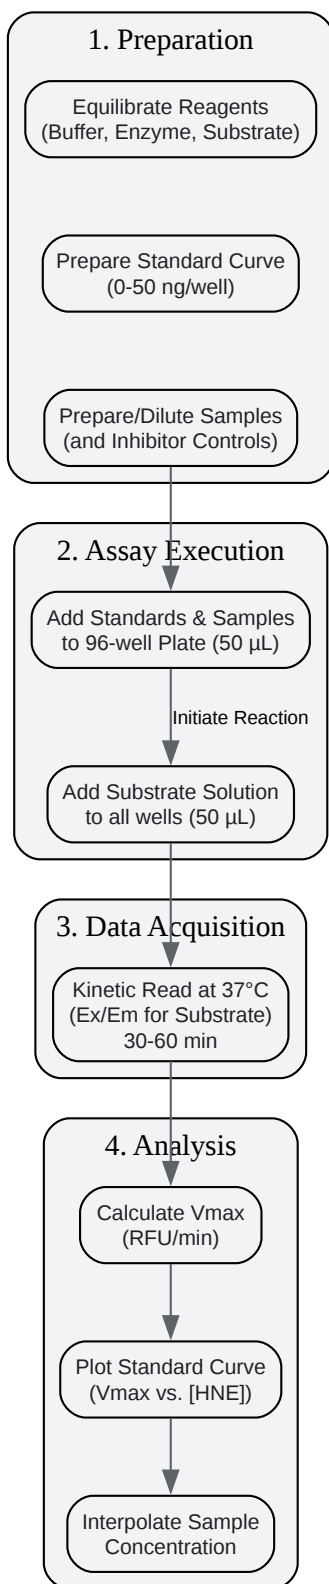 1. Preparation
Equilibrate Reagents
(Buffer, Enzyme, Substrate)
Prepare Standard Curve
(0-50 ng/well)
Prepare/Dilute Samples
(and Inhibitor Controls)
2. Assay Execution
Add Standards & Samples
to 96-well Plate (50 µL)
Initiate Reaction
Add Substrate Solution
to all wells (50 µL)
3. Data Acquisition
Kinetic Read at 37°C
(Ex/Em for Substrate)
30-60 min
4. Analysis
Calculate Vmax
(RFU/min)
Plot Standard Curve
(Vmax vs. [HNE])
Interpolate Sample
Concentration